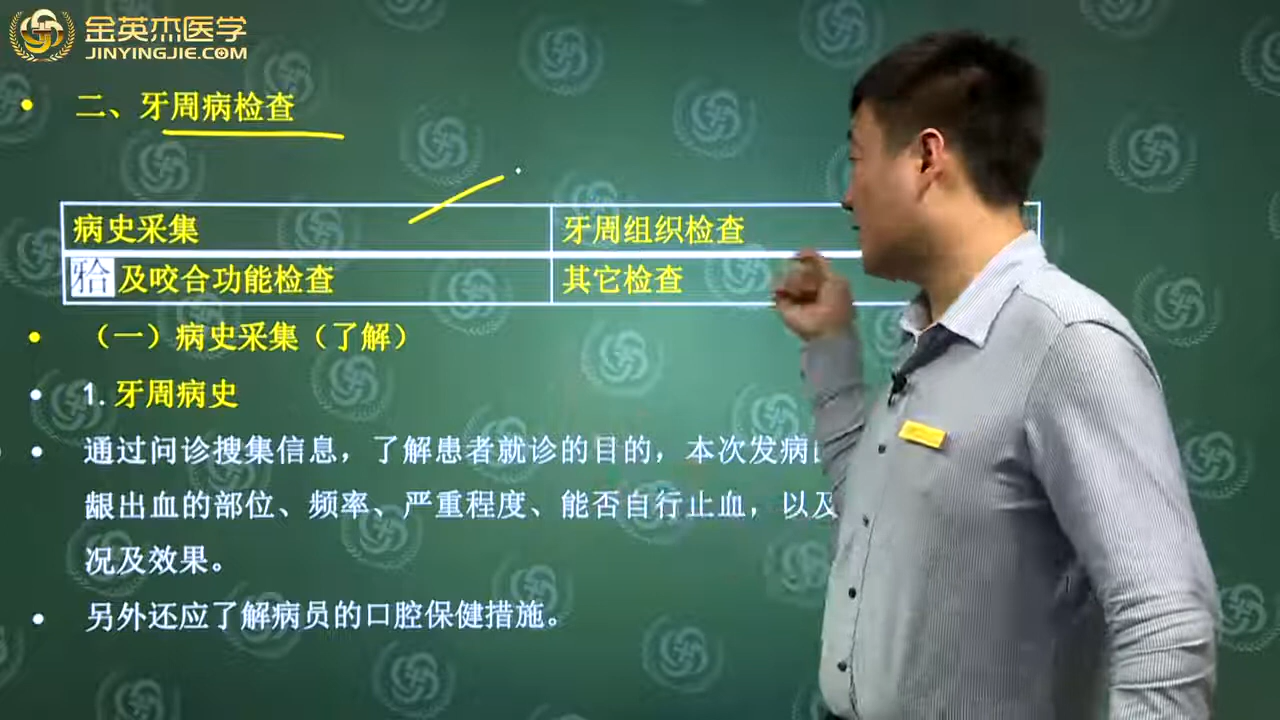 金英杰医学
JINYINGJIE.COM
二、牙周病检查
病史采集 牙周组织检查
𬌗及咬合功能检查 其它检查
（一）病史采集（了解）
1. 牙周病史
通过问诊搜集信息，了解患者就诊的目的，本次发病
龈出血的部位、频率、严重程度、能否自行止血，以及
况及效果。
另外还应了解病员的口腔保健措施。